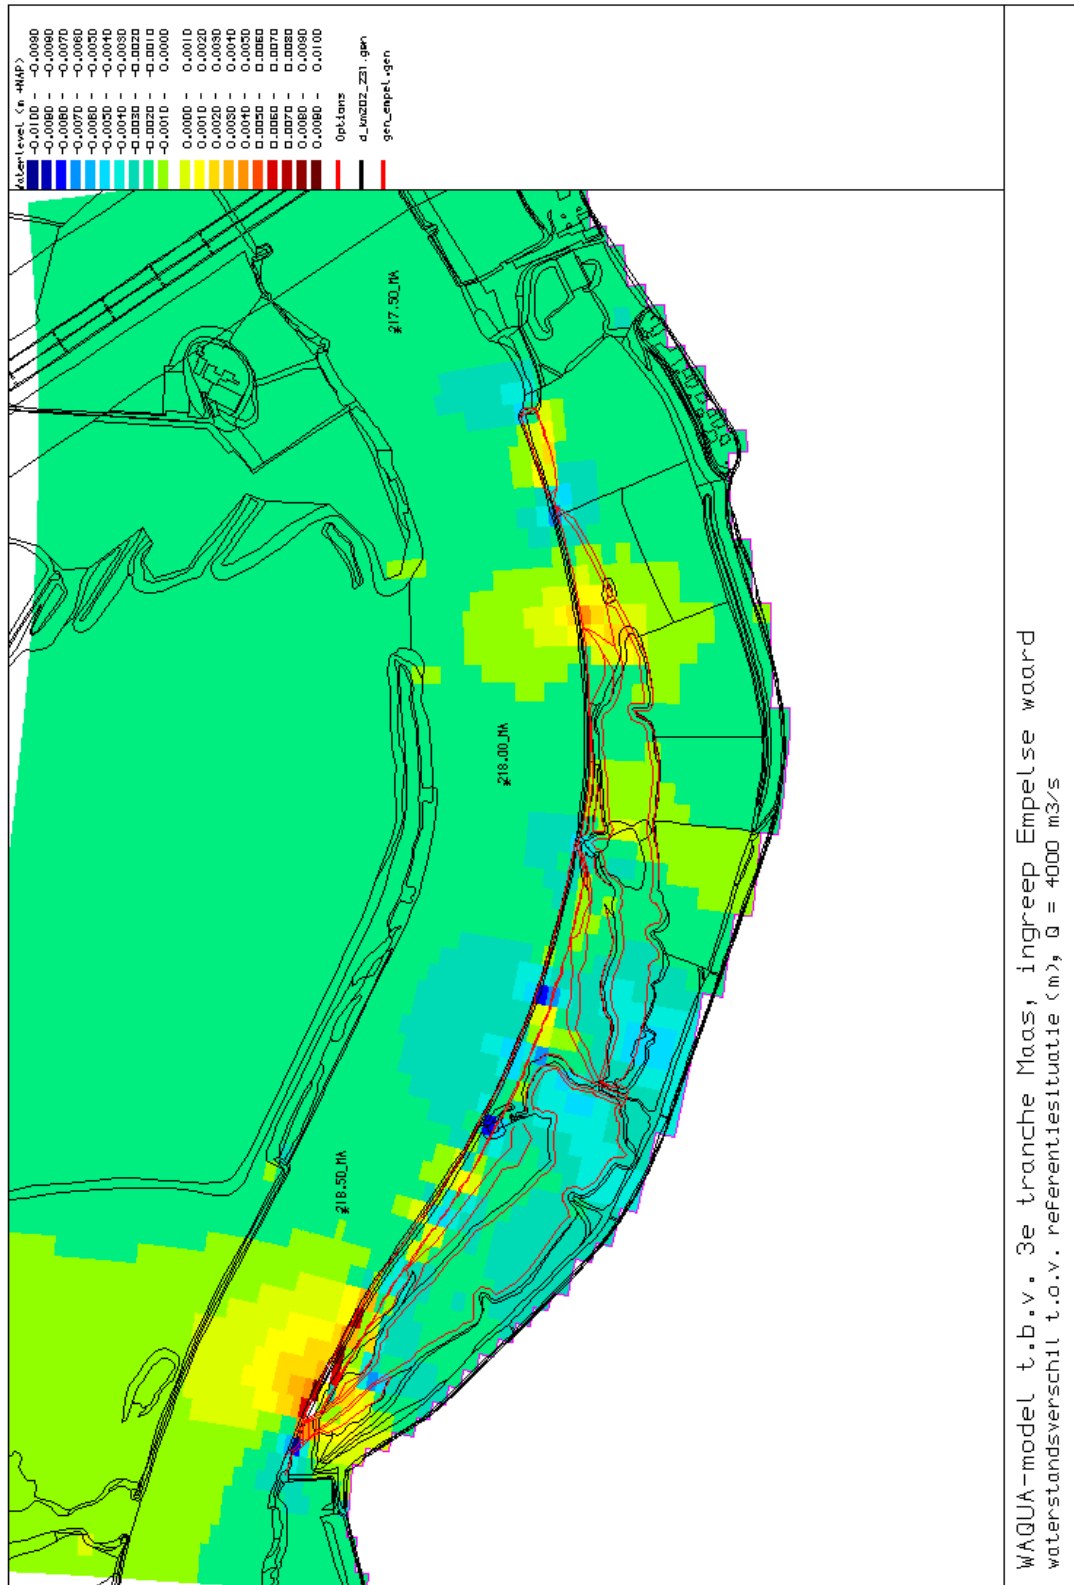 Waterlevel (m +NAP)
-0.0100 - -0.0090
-0.0090 - -0.0080
-0.0080 - -0.0070
-0.0070 - -0.0060
-0.0060 - -0.0050
-0.0050 - -0.0040
-0.0040 - -0.0030
-0.0030 - -0.0020
-0.0020 - -0.0010
-0.0010 - 0.0000
0.0000 - 0.0010
0.0010 - 0.0020
0.0020 - 0.0030
0.0030 - 0.0040
0.0040 - 0.0050
0.0050 - 0.0060
0.0060 - 0.0070
0.0070 - 0.0080
0.0080 - 0.0090
0.0090 - 0.0100
Options
d_km202_231.gen
gen_empel.gen
217.50_MA
218.00_MA
218.50_MA
WAQUA-model t.b.v. 3e tranche Maas, ingreep Empelse waard
waterstandsverschil t.o.v. referentiesituatie (m), Q = 4000 m3/s